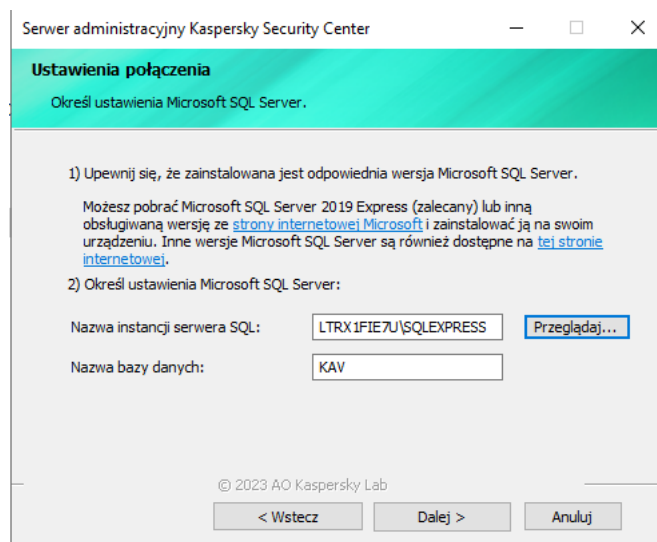 Serwer administracyjny Kaspersky Security Center
Ustawienia połączenia
Określ ustawienia Microsoft SQL Server.
1) Upewnij się, że zainstalowana jest odpowiednia wersja Microsoft SQL Server.
Możesz pobrać Microsoft SQL Server 2019 Express (zalecany) lub inną
obsługiwaną wersję ze strony internetowej Microsoft i zainstalować ją na swoim
urządzeniu. Inne wersje Microsoft SQL Server są również dostępne na tej stronie
internetowej.
2) Określ ustawienia Microsoft SQL Server:
Nazwa instancji serwera SQL: LTRX1FIE7U\SQLEXPRESS Przeglądaj...
Nazwa bazy danych: KAV
© 2023 AO Kaspersky Lab
< Wstecz Dalej > Anuluj